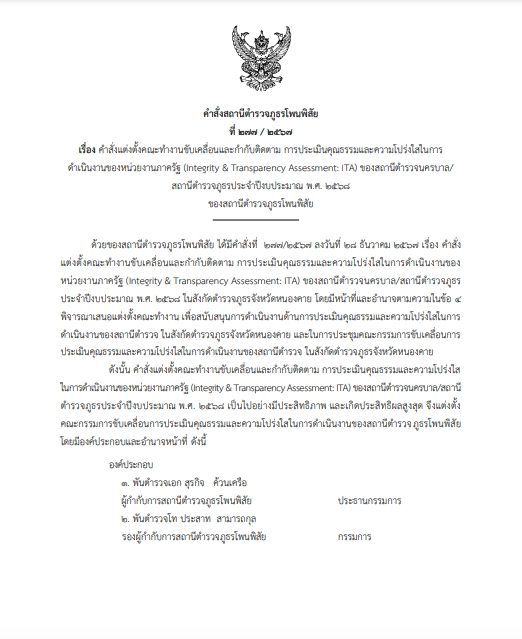 คำสั่งสถานีตำรวจภูธรโพนพิสัย
ที่ ๒๗๗ / ๒๕๖๗
เรื่อง คำสั่งแต่งตั้งคณะทำงานขับเคลื่อนและกำกับติดตาม การประเมินคุณธรรมและความโปร่งใสในการ
ดำเนินงานของหน่วยงานภาครัฐ (Integrity & Transparency Assessment: ITA) ของสถานีตำรวจนครบาล/
สถานีตำรวจภูธรประจำปีงบประมาณ พ.ศ. ๒๕๖๘
ของสถานีตำรวจภูธรโพนพิสัย
ด้วยของสถานีตำรวจภูธรโพนพิสัย ได้มีคำสั่งที่ ๒๗๗/๒๕๖๗ ลงวันที่ ๒๘ ธันวาคม ๒๕๖๗ เรื่อง คำสั่ง
แต่งตั้งคณะทำงานขับเคลื่อนและกำกับติดตาม การประเมินคุณธรรมและความโปร่งใสในการดำเนินงานของ
หน่วยงานภาครัฐ (Integrity & Transparency Assessment: ITA) ของสถานีตำรวจนครบาล/สถานีตำรวจภูธร
ประจำปีงบประมาณ พ.ศ. ๒๕๖๘ ในสังกัดตำรวจภูธรจังหวัดหนองคาย โดยมีหน้าที่และอำนาจตามความในข้อ ๔
พิจารณาเสนอแต่งตั้งคณะทำงาน เพื่อสนับสนุนการดำเนินงานด้านการประเมินคุณธรรมและความโปร่งใสในการ
ดำเนินงานของสถานีตำรวจ ในสังกัดตำรวจภูธรจังหวัดหนองคาย และในการประชุมคณะกรรมการขับเคลื่อนการ
ประเมินคุณธรรมและความโปร่งใสในการดำเนินงานของสถานีตำรวจ ในสังกัดตำรวจภูธรจังหวัดหนองคาย
ดังนั้น คำสั่งแต่งตั้งคณะทำงานขับเคลื่อนและกำกับติดตาม การประเมินคุณธรรมและความโปร่งใส
ในการดำเนินงานของหน่วยงานภาครัฐ (Integrity & Transparency Assessment: ITA) ของสถานีตำรวจนครบาล/สถานี
ตำรวจภูธรประจำปีงบประมาณ พ.ศ. ๒๕๖๘ เป็นไปอย่างมีประสิทธิภาพ และเกิดประสิทธิผลสูงสุด จึงแต่งตั้ง
คณะกรรมการขับเคลื่อนการประเมินคุณธรรมและความโปร่งใสในการดำเนินงานของสถานีตำรวจ ภูธรโพนพิสัย
โดยมีองค์ประกอบและอำนาจหน้าที่ ดังนี้
องค์ประกอบ
๑. พันตำรวจเอก สุรกิจ ค้วนเครือ
ผู้กำกับการสถานีตำรวจภูธรโพนพิสัย ประธานกรรมการ
๒. พันตำรวจโท ประสาท สามารถกุล
รองผู้กำกับการสถานีตำรวจภูธรโพนพิสัย กรรมการ